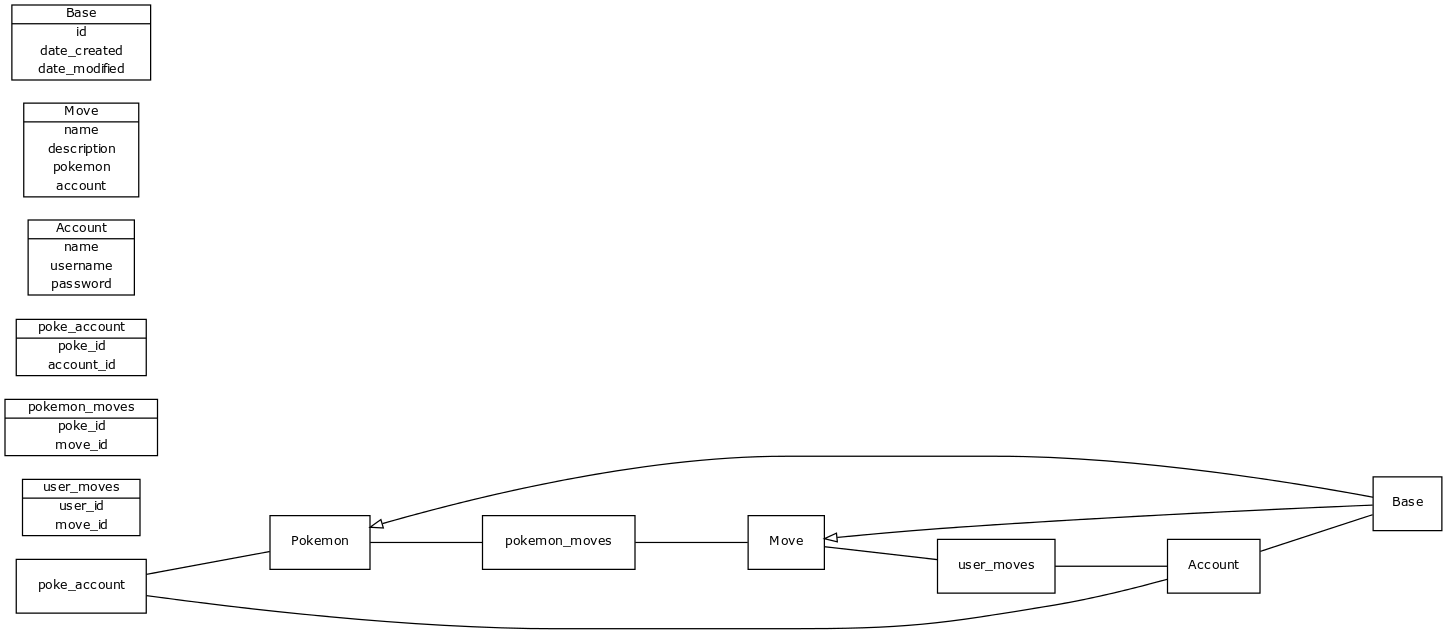 Base
id
date_created
date_modified
Move
name
description
pokemon
account
Account
name
username
password
poke_account
poke_id
account_id
pokemon_moves
poke_id
move_id
user_moves
user_id
move_id
poke_account
Pokemon
pokemon_moves
Move
user_moves
Account
Base